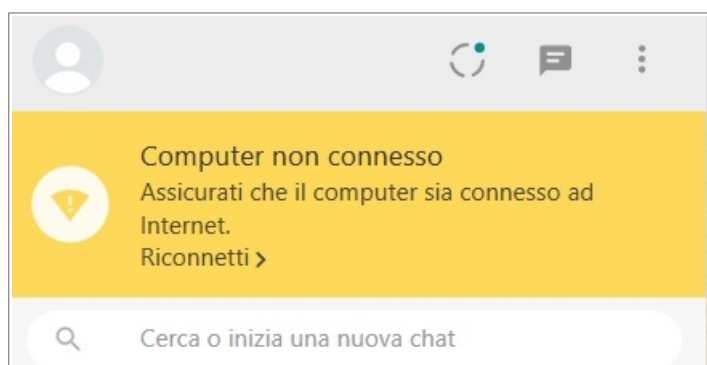 Computer non connesso
Assicurati che il computer sia connesso ad
Internet.
Riconnetti >
Cerca o inizia una nuova chat